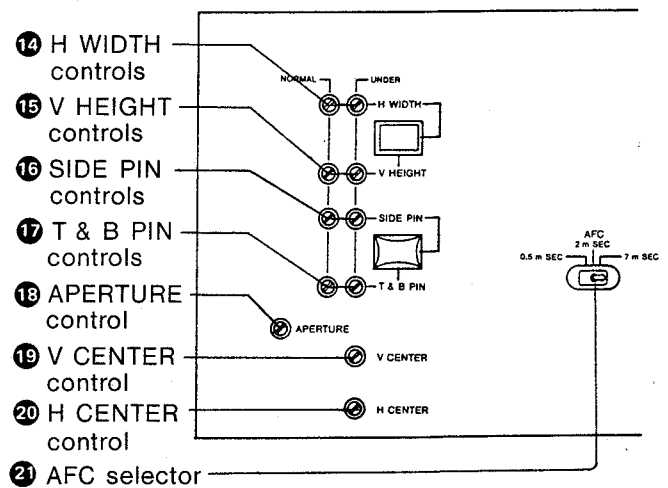 14 H WIDTH
controls
15 V HEIGHT
controls
16 SIDE PIN
controls
17 T & B PIN
controls
18 APERTURE
control
19 V CENTER
control
20 H CENTER
control
21 AFC selector
NORMAL
UNDER
H WIDTH
V HEIGHT
SIDE PIN
T & B PIN
APERTURE
V CENTER
H CENTER
AFC
2 m SEC
0.5 m SEC
7 m SEC